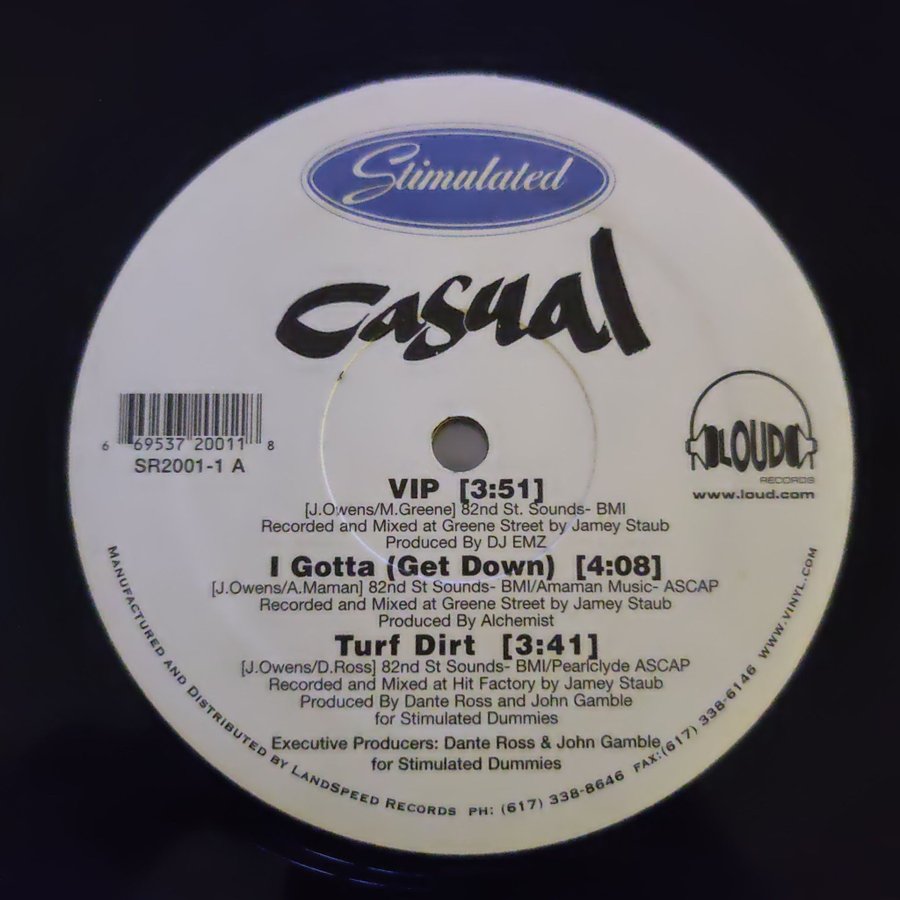 Stimulated
Casual
6 69537 20011 8
SR2001-1 A
LOUD
RECORDS
www.loud.com
VIP [3:51]
[J.Owens/M.Greene] 82nd St. Sounds- BMI
Recorded and Mixed at Greene Street by Jamey Staub
Produced By DJ EMZ
I Gotta (Get Down) [4:08]
[J.Owens/A.Maman] 82nd St Sounds- BMI/Amaman Music- ASCAP
Recorded and Mixed at Greene Street by Jamey Staub
Produced By Alchemist
Turf Dirt [3:41]
[J.Owens/D.Ross] 82nd St Sounds- BMI/Pearlclyde ASCAP
Recorded and Mixed at Hit Factory by Jamey Staub
Produced By Dante Ross and John Gamble
for Stimulated Dummies
Executive Producers: Dante Ross & John Gamble
for Stimulated Dummies
Manufactured and Distributed by LandSpeed Records ph: (617) 338-8646 fax:(617) 338-6146 www.vinyl.com